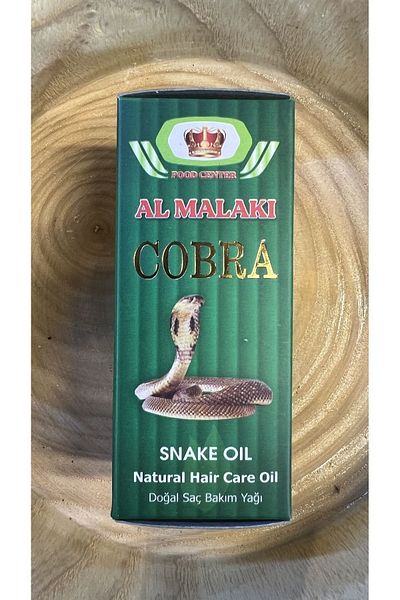 FOOD CENTER
AL MALAKI
COBRA
SNAKE OIL
Natural Hair Care Oil
Doğal Saç Bakım Yağı